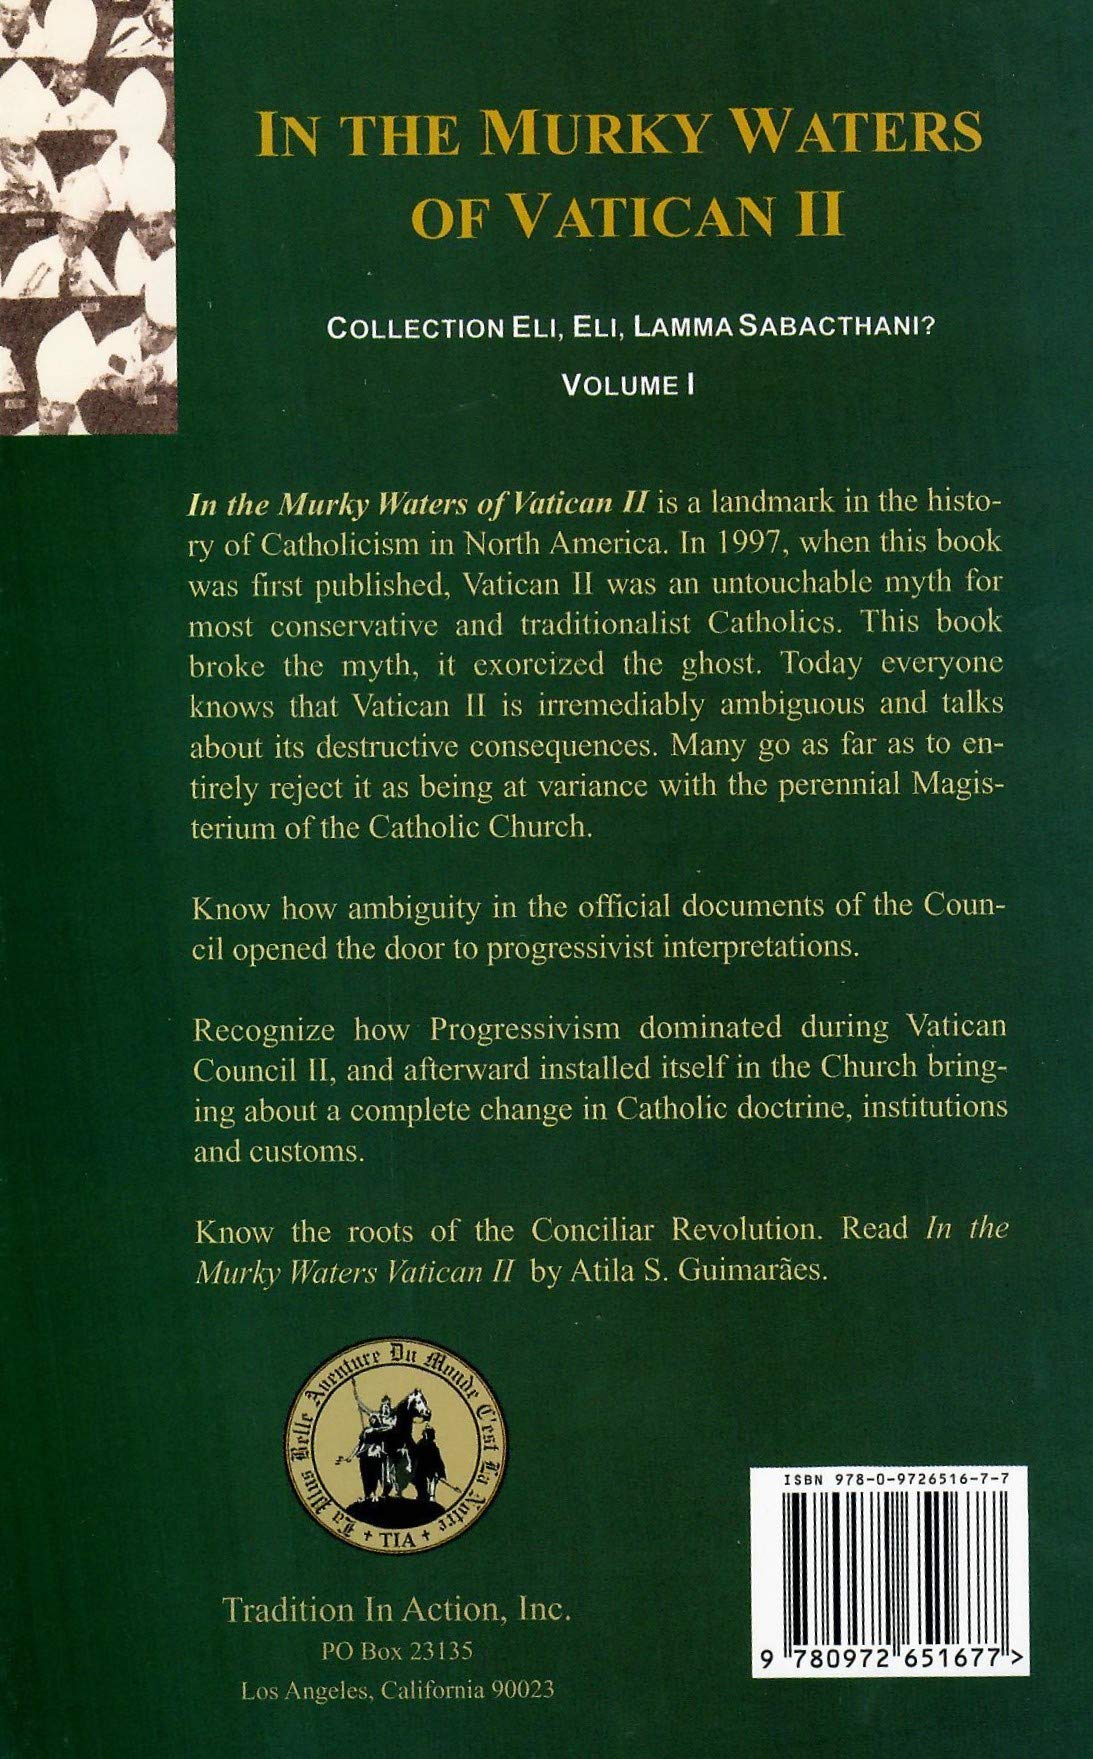 IN THE MURKY WATERS
OF VATICAN II
COLLECTION ELI, ELI, LAMMA SABACTHANI?
VOLUME I
In the Murky Waters of Vatican II is a landmark in the histo-
ry of Catholicism in North America. In 1997, when this book
was first published, Vatican II was an untouchable myth for
most conservative and traditionalist Catholics. This book
broke the myth, it exorcized the ghost. Today everyone
knows that Vatican II is irremediably ambiguous and talks
about its destructive consequences. Many go as far as to en-
tirely reject it as being at variance with the perennial Magis-
terium of the Catholic Church.
Know how ambiguity in the official documents of the Coun-
cil opened the door to progressivist interpretations.
Recognize how Progressivism dominated during Vatican
Council II, and afterward installed itself in the Church bring-
ing about a complete change in Catholic doctrine, institutions
and customs.
Know the roots of the Conciliar Revolution. Read In the
Murky Waters Vatican II by Atila S. Guimarães.
La Plus Belle Aventure Du Monde C'est La Notre
+ TIA +
Tradition In Action, Inc.
PO Box 23135
Los Angeles, California 90023
ISBN 978-0-9726516-7-7
9 780972 651677 >